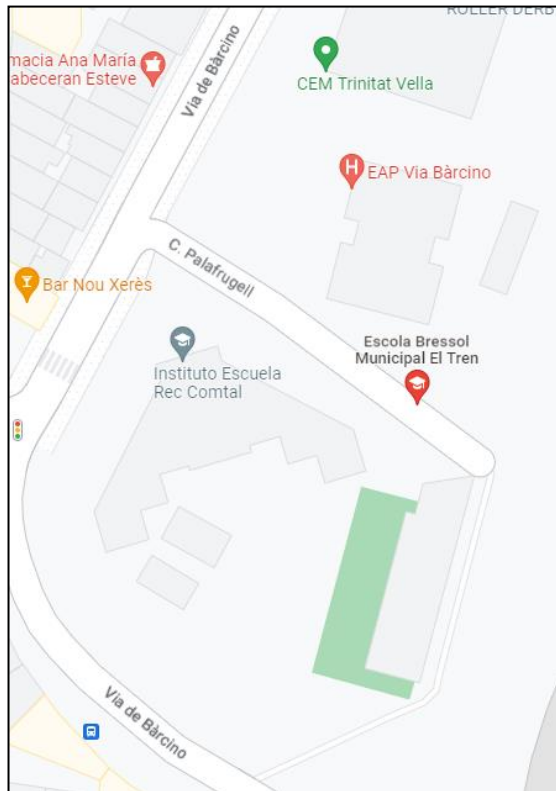 ROLLER DERB
macia Ana María
abeceran Esteve
Via de Bàrcino
CEM Trinitat Vella
H
EAP Via Bàrcino
C. Palafrugell
Bar Nou Xerès
Escola Bressol
Municipal El Tren
Instituto Escuela
Rec Comtal
Via de Bàrcino